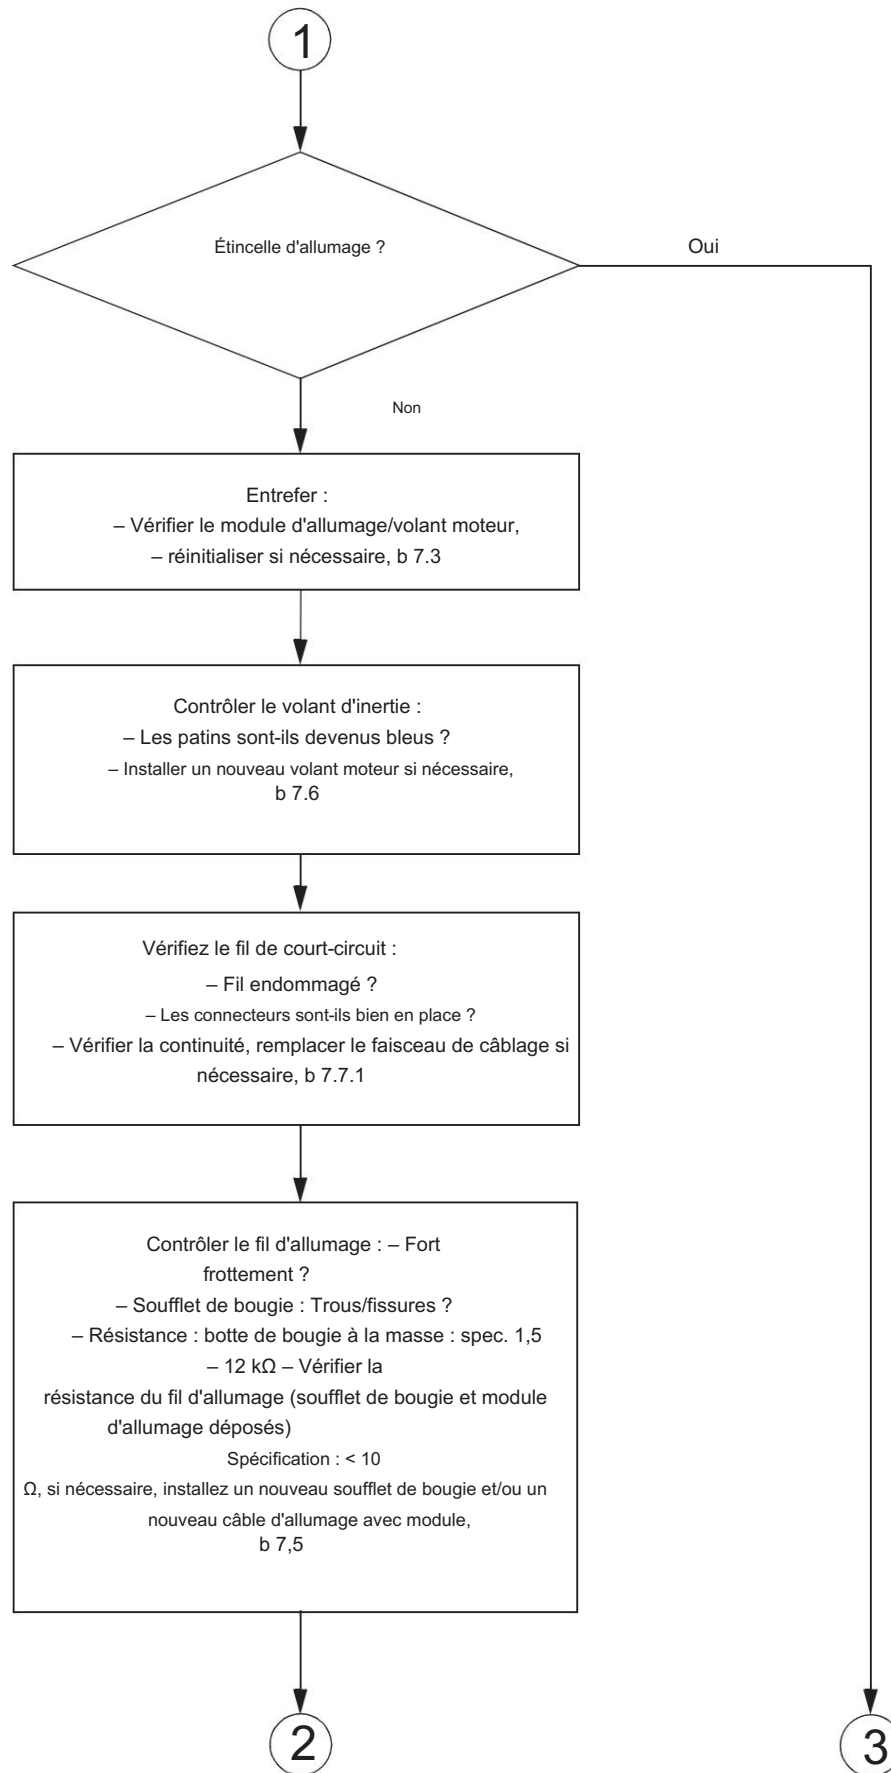 1
Étincelle d'allumage ?
Oui
Non
Entrefer :
– Vérifier le module d'allumage/volant moteur,
– réinitialiser si nécessaire, b 7.3
Contrôler le volant d'inertie :
– Les patins sont-ils devenus bleus ?
– Installer un nouveau volant moteur si nécessaire,
b 7.6
Vérifiez le fil de court-circuit :
– Fil endommagé ?
– Les connecteurs sont-ils bien en place ?
– Vérifier la continuité, remplacer le faisceau de câblage si
nécessaire, b 7.7.1
Contrôler le fil d'allumage : – Fort
frottement ?
– Soufflet de bougie : Trous/fissures ?
– Résistance : botte de bougie à la masse : spec. 1,5
– 12 kΩ – Vérifier la
résistance du fil d'allumage (soufflet de bougie et module
d'allumage déposés)
Spécification : < 10
Ω, si nécessaire, installez un nouveau soufflet de bougie et/ou un
nouveau câble d'allumage avec module,
b 7,5
2
3